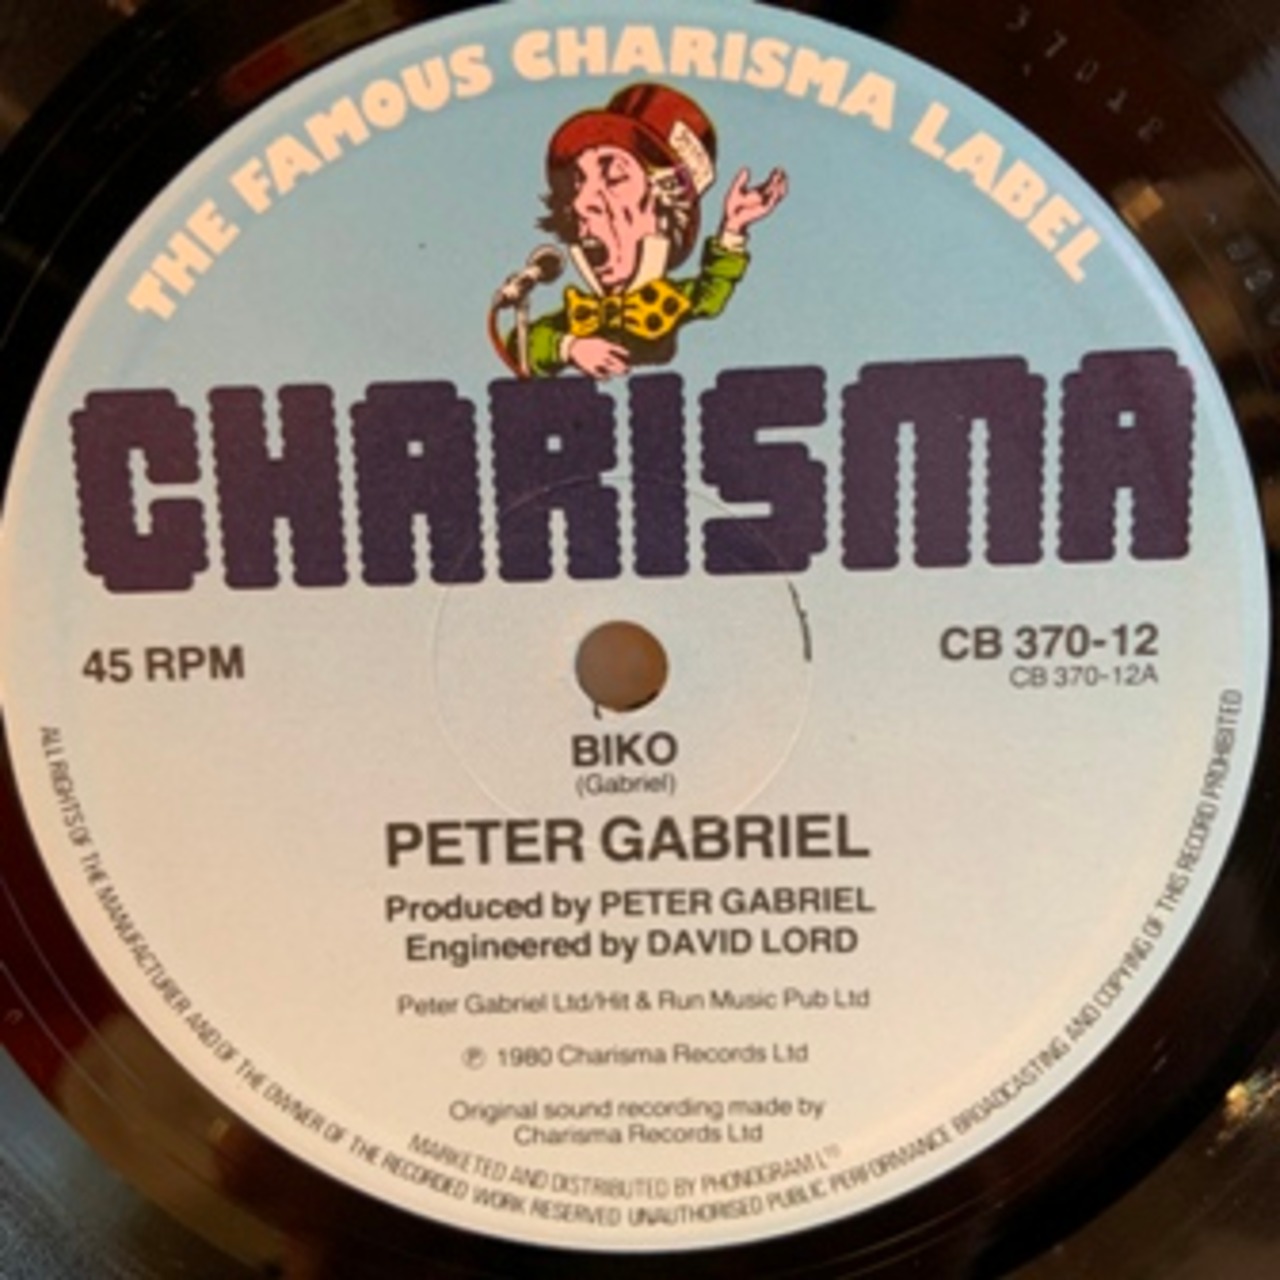 THE FAMOUS CHARISMA LABEL
CHARISMA
45 RPM
CB 370-12
CB 370-12A
BIKO
(Gabriel)
PETER GABRIEL
Produced by PETER GABRIEL
Engineered by DAVID LORD
Peter Gabriel Ltd/Hit & Run Music Pub Ltd
℗ 1980 Charisma Records Ltd
Original sound recording made by
Charisma Records Ltd
MARKETED AND DISTRIBUTED BY PHONOGRAM LTD
ALL RIGHTS OF THE MANUFACTURER AND OF THE OWNER OF THE RECORDED WORK RESERVED UNAUTHORISED PUBLIC PERFORMANCE BROADCASTING AND COPYING OF THIS RECORD PROHIBITED